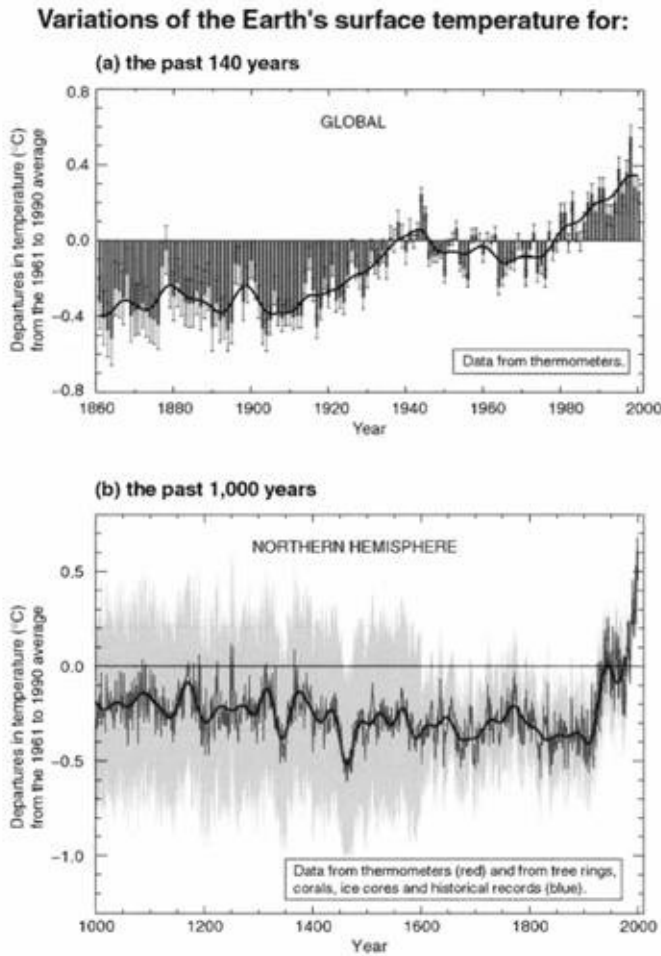 Variations of the Earth's surface temperature for:
(a) the past 140 years
GLOBAL
Departures in temperature (°C)
from the 1961 to 1990 average
0.8
0.4
0.0
−0.4
−0.8
Data from thermometers.
1860 1880 1900 1920 1940 1960 1980 2000
Year
(b) the past 1,000 years
NORTHERN HEMISPHERE
Departures in temperature (°C)
from the 1961 to 1990 average
0.5
0.0
−0.5
−1.0
Data from thermometers (red) and from tree rings,
corals, ice cores and historical records (blue).
1000 1200 1400 1600 1800 2000
Year